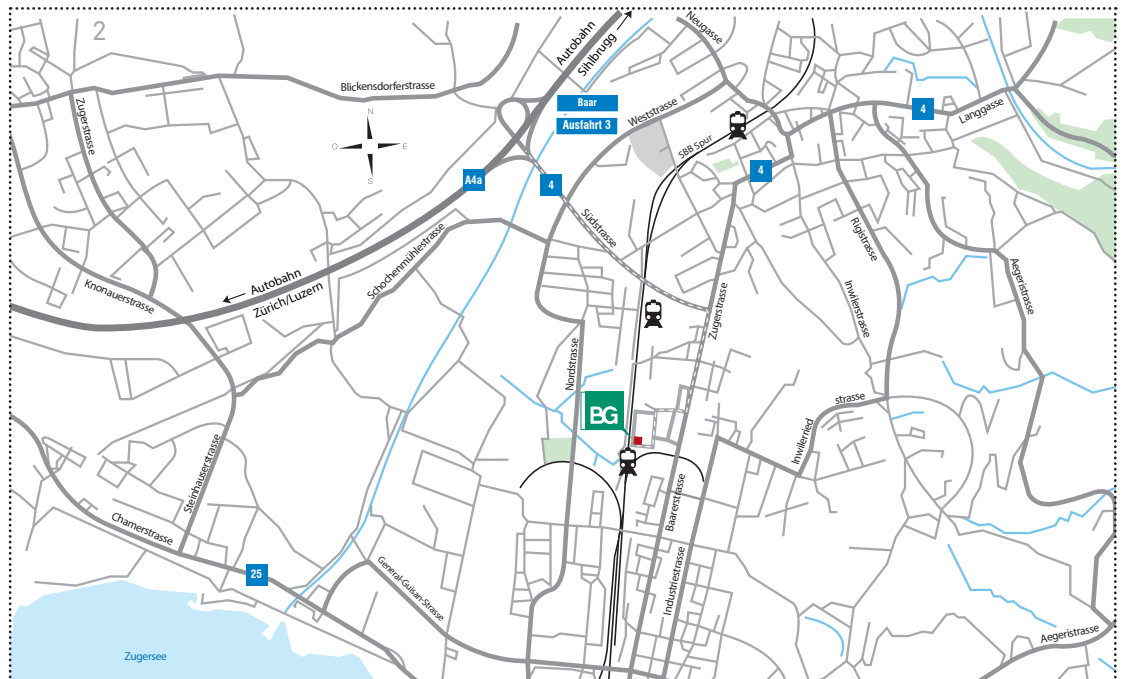 2
Autobahn
Sihlbrugg
Neugasse
Blickensdorferstrasse
Zugerstrasse
N
O
E
S
Baar
Ausfahrt 3
Weststrasse
SBB Spur
4
Langgasse
A4a
4
4
Südstrasse
Schochenmühlestrasse
Autobahn
Zürich/Luzern
Knonauerstrasse
Rigistrasse
Inwilerstrasse
Aegeristrasse
Zugerstrasse
Nordstrasse
BG
strasse
Inwilerried
Steinhauserstrasse
Chamerstrasse
25
General-Guisan-Strasse
Baarerstrasse
Industriestrasse
Aegeristrasse
Zugersee